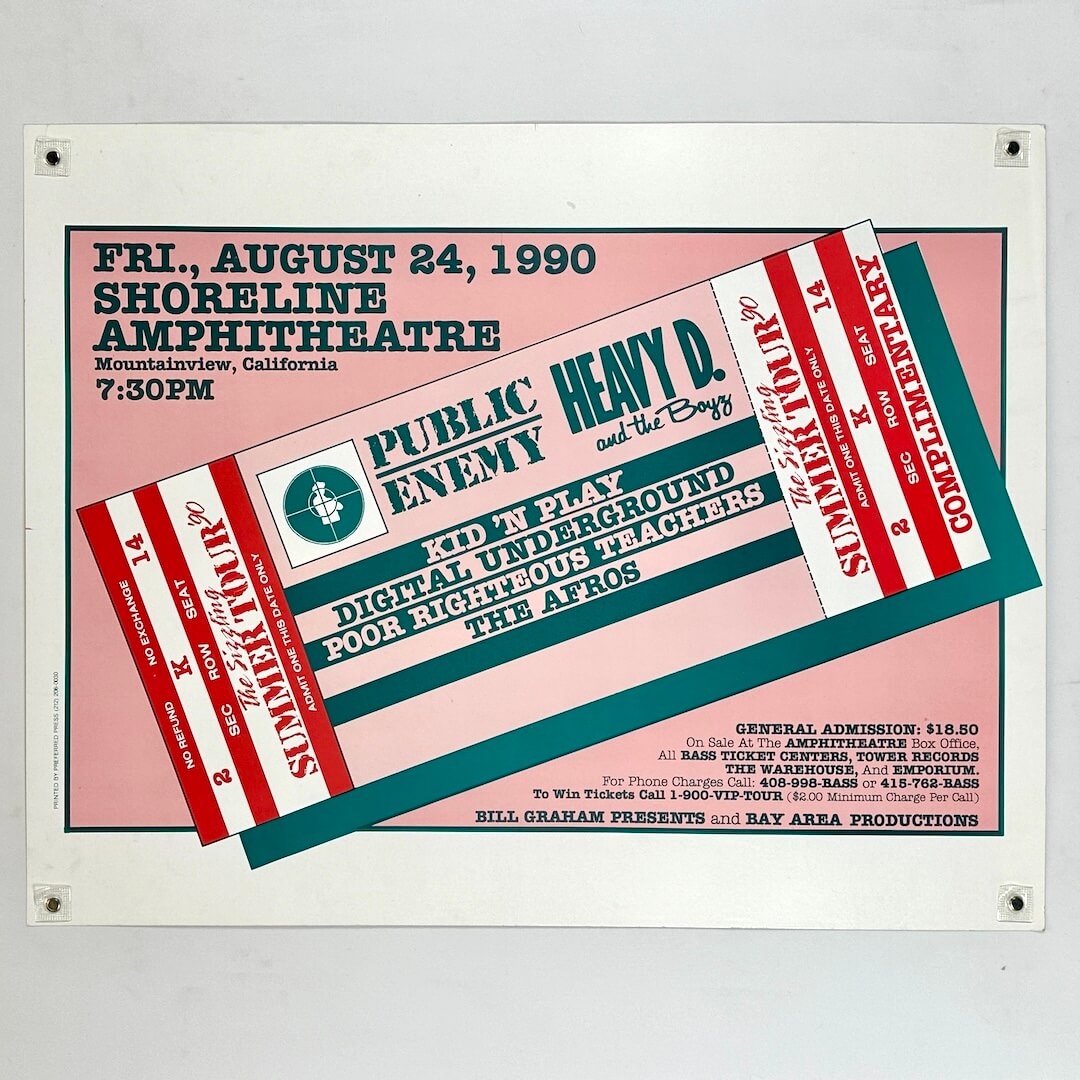 FRI., AUGUST 24, 1990
SHORELINE
AMPHITHEATRE
Mountainview, California
7:30PM
PUBLIC
ENEMY
HEAVY D.
and the Boyz
KID 'N PLAY
DIGITAL UNDERGROUND
POOR RIGHTEOUS TEACHERS
THE AFROS
NO REFUND NO EXCHANGE
2 K 14
SEC ROW SEAT
The Sizzling '90
SUMMER TOUR
ADMIT ONE THIS DATE ONLY
The Sizzling '90
SUMMER TOUR
ADMIT ONE THIS DATE ONLY
2 K 14
SEC ROW SEAT
COMPLIMENTARY
GENERAL ADMISSION: $18.50
On Sale At The AMPHITHEATRE Box Office,
All BASS TICKET CENTERS, TOWER RECORDS
THE WAREHOUSE, And EMPORIUM.
For Phone Charges Call: 408-998-BASS or 415-762-BASS
To Win Tickets Call 1-900-VIP-TOUR ($2.00 Minimum Charge Per Call)
BILL GRAHAM PRESENTS and BAY AREA PRODUCTIONS
PRINTED BY PREFERRED PRESS (212) 206-0030